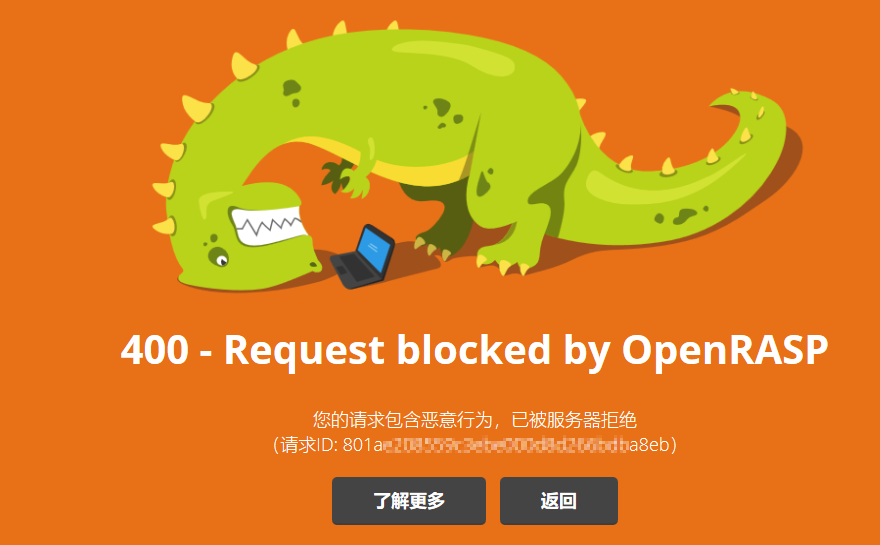 400 - Request blocked by OpenRASP
您的请求包含恶意行为，已被服务器拒绝
（请求ID: 801a a8eb）
了解更多
返回